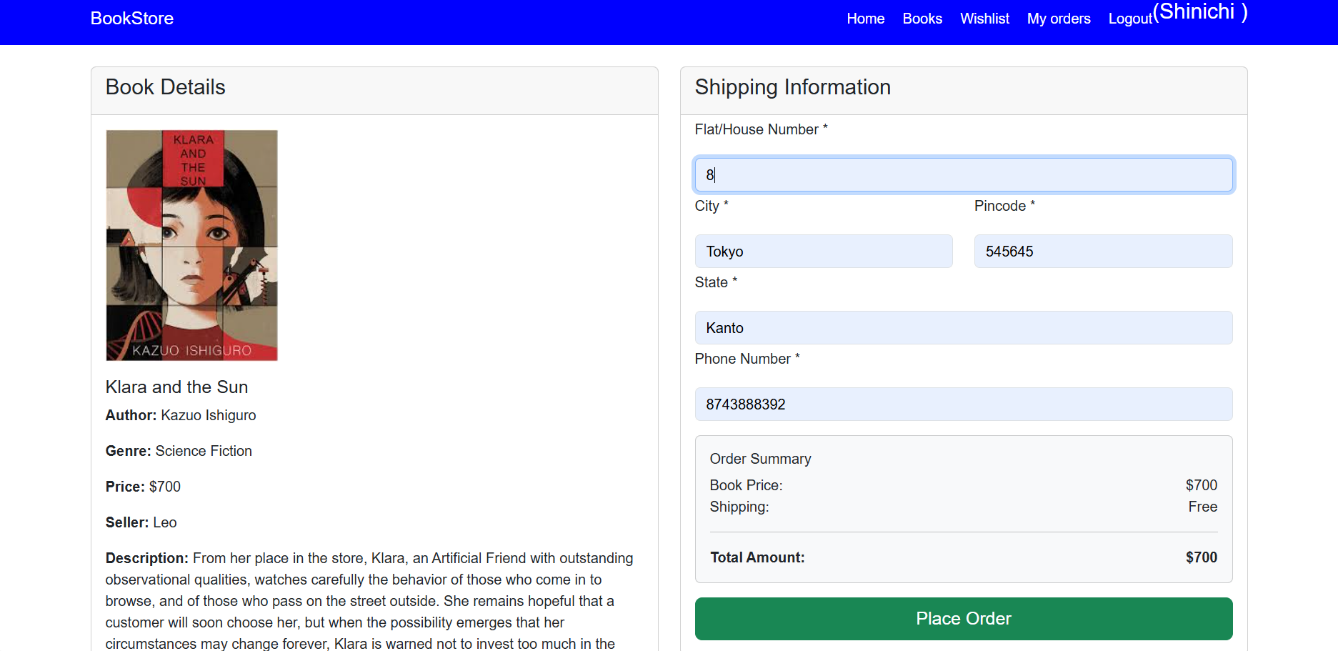 BookStore
Home Books Wishlist My orders Logout(Shinichi )
Book Details
KLARA
AND
THE
SUN
KAZUO ISHIGURO
Klara and the Sun
Author: Kazuo Ishiguro
Genre: Science Fiction
Price: $700
Seller: Leo
Description: From her place in the store, Klara, an Artificial Friend with outstanding
observational qualities, watches carefully the behavior of those who come in to
browse, and of those who pass on the street outside. She remains hopeful that a
customer will soon choose her, but when the possibility emerges that her
circumstances may change forever, Klara is warned not to invest too much in the
Shipping Information
Flat/House Number *
8
City * Pincode *
Tokyo 545645
State *
Kanto
Phone Number *
8743888392
Order Summary
Book Price: $700
Shipping: Free
Total Amount: $700
Place Order